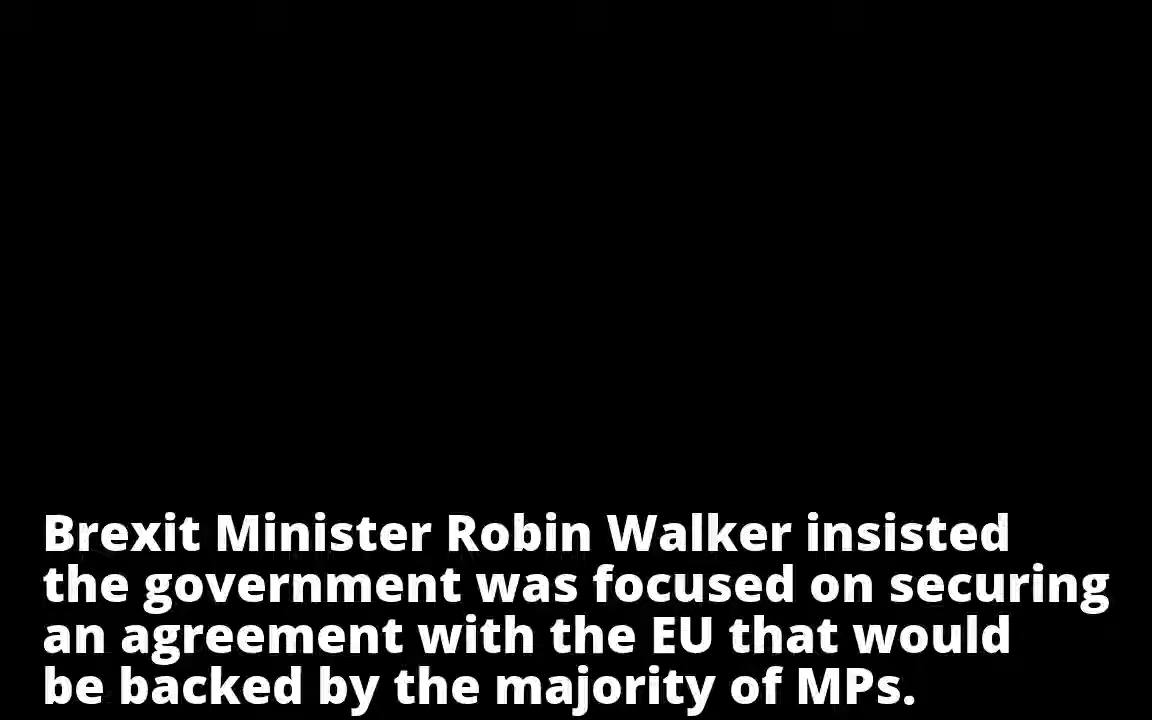 Brexit Minister Robin Walker insisted
the government was focused on securing
an agreement with the EU that would
be backed by the majority of MPs.